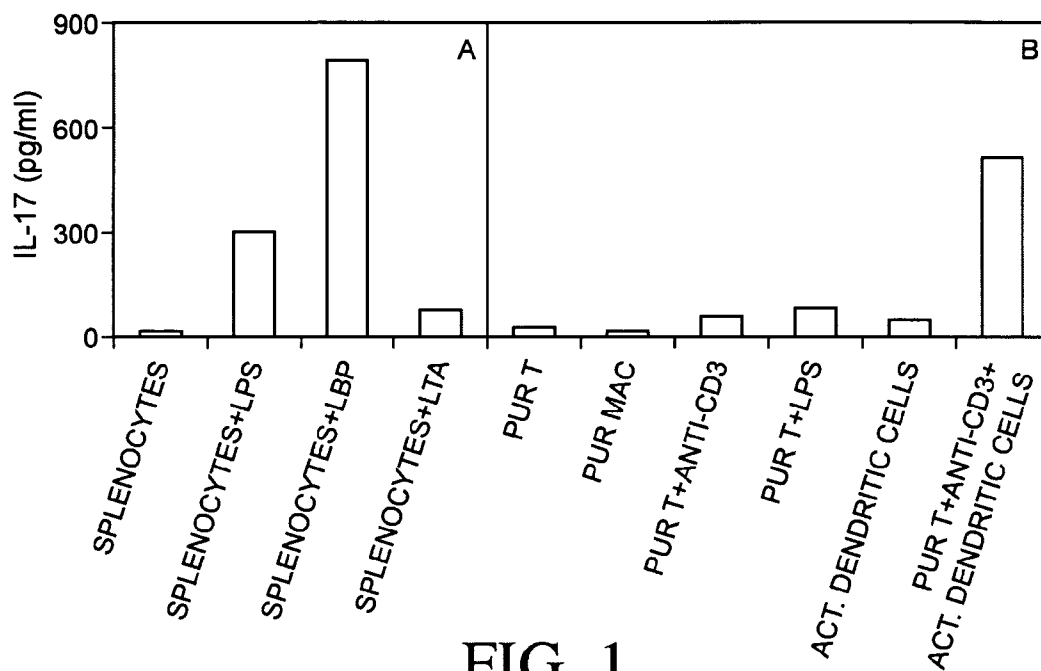 900
600
300
0
IL-17 (pg/ml)
A
B
SPLENOCYTES
SPLENOCYTES+LPS
SPLENOCYTES+LBP
SPLENOCYTES+LTA
PUR T
PUR MAC
PUR T+ANTI-CD3
PUR T+LPS
ACT. DENDRITIC CELLS
PUR T+ANTI-CD3+
ACT. DENDRITIC CELLS
FIG. 1